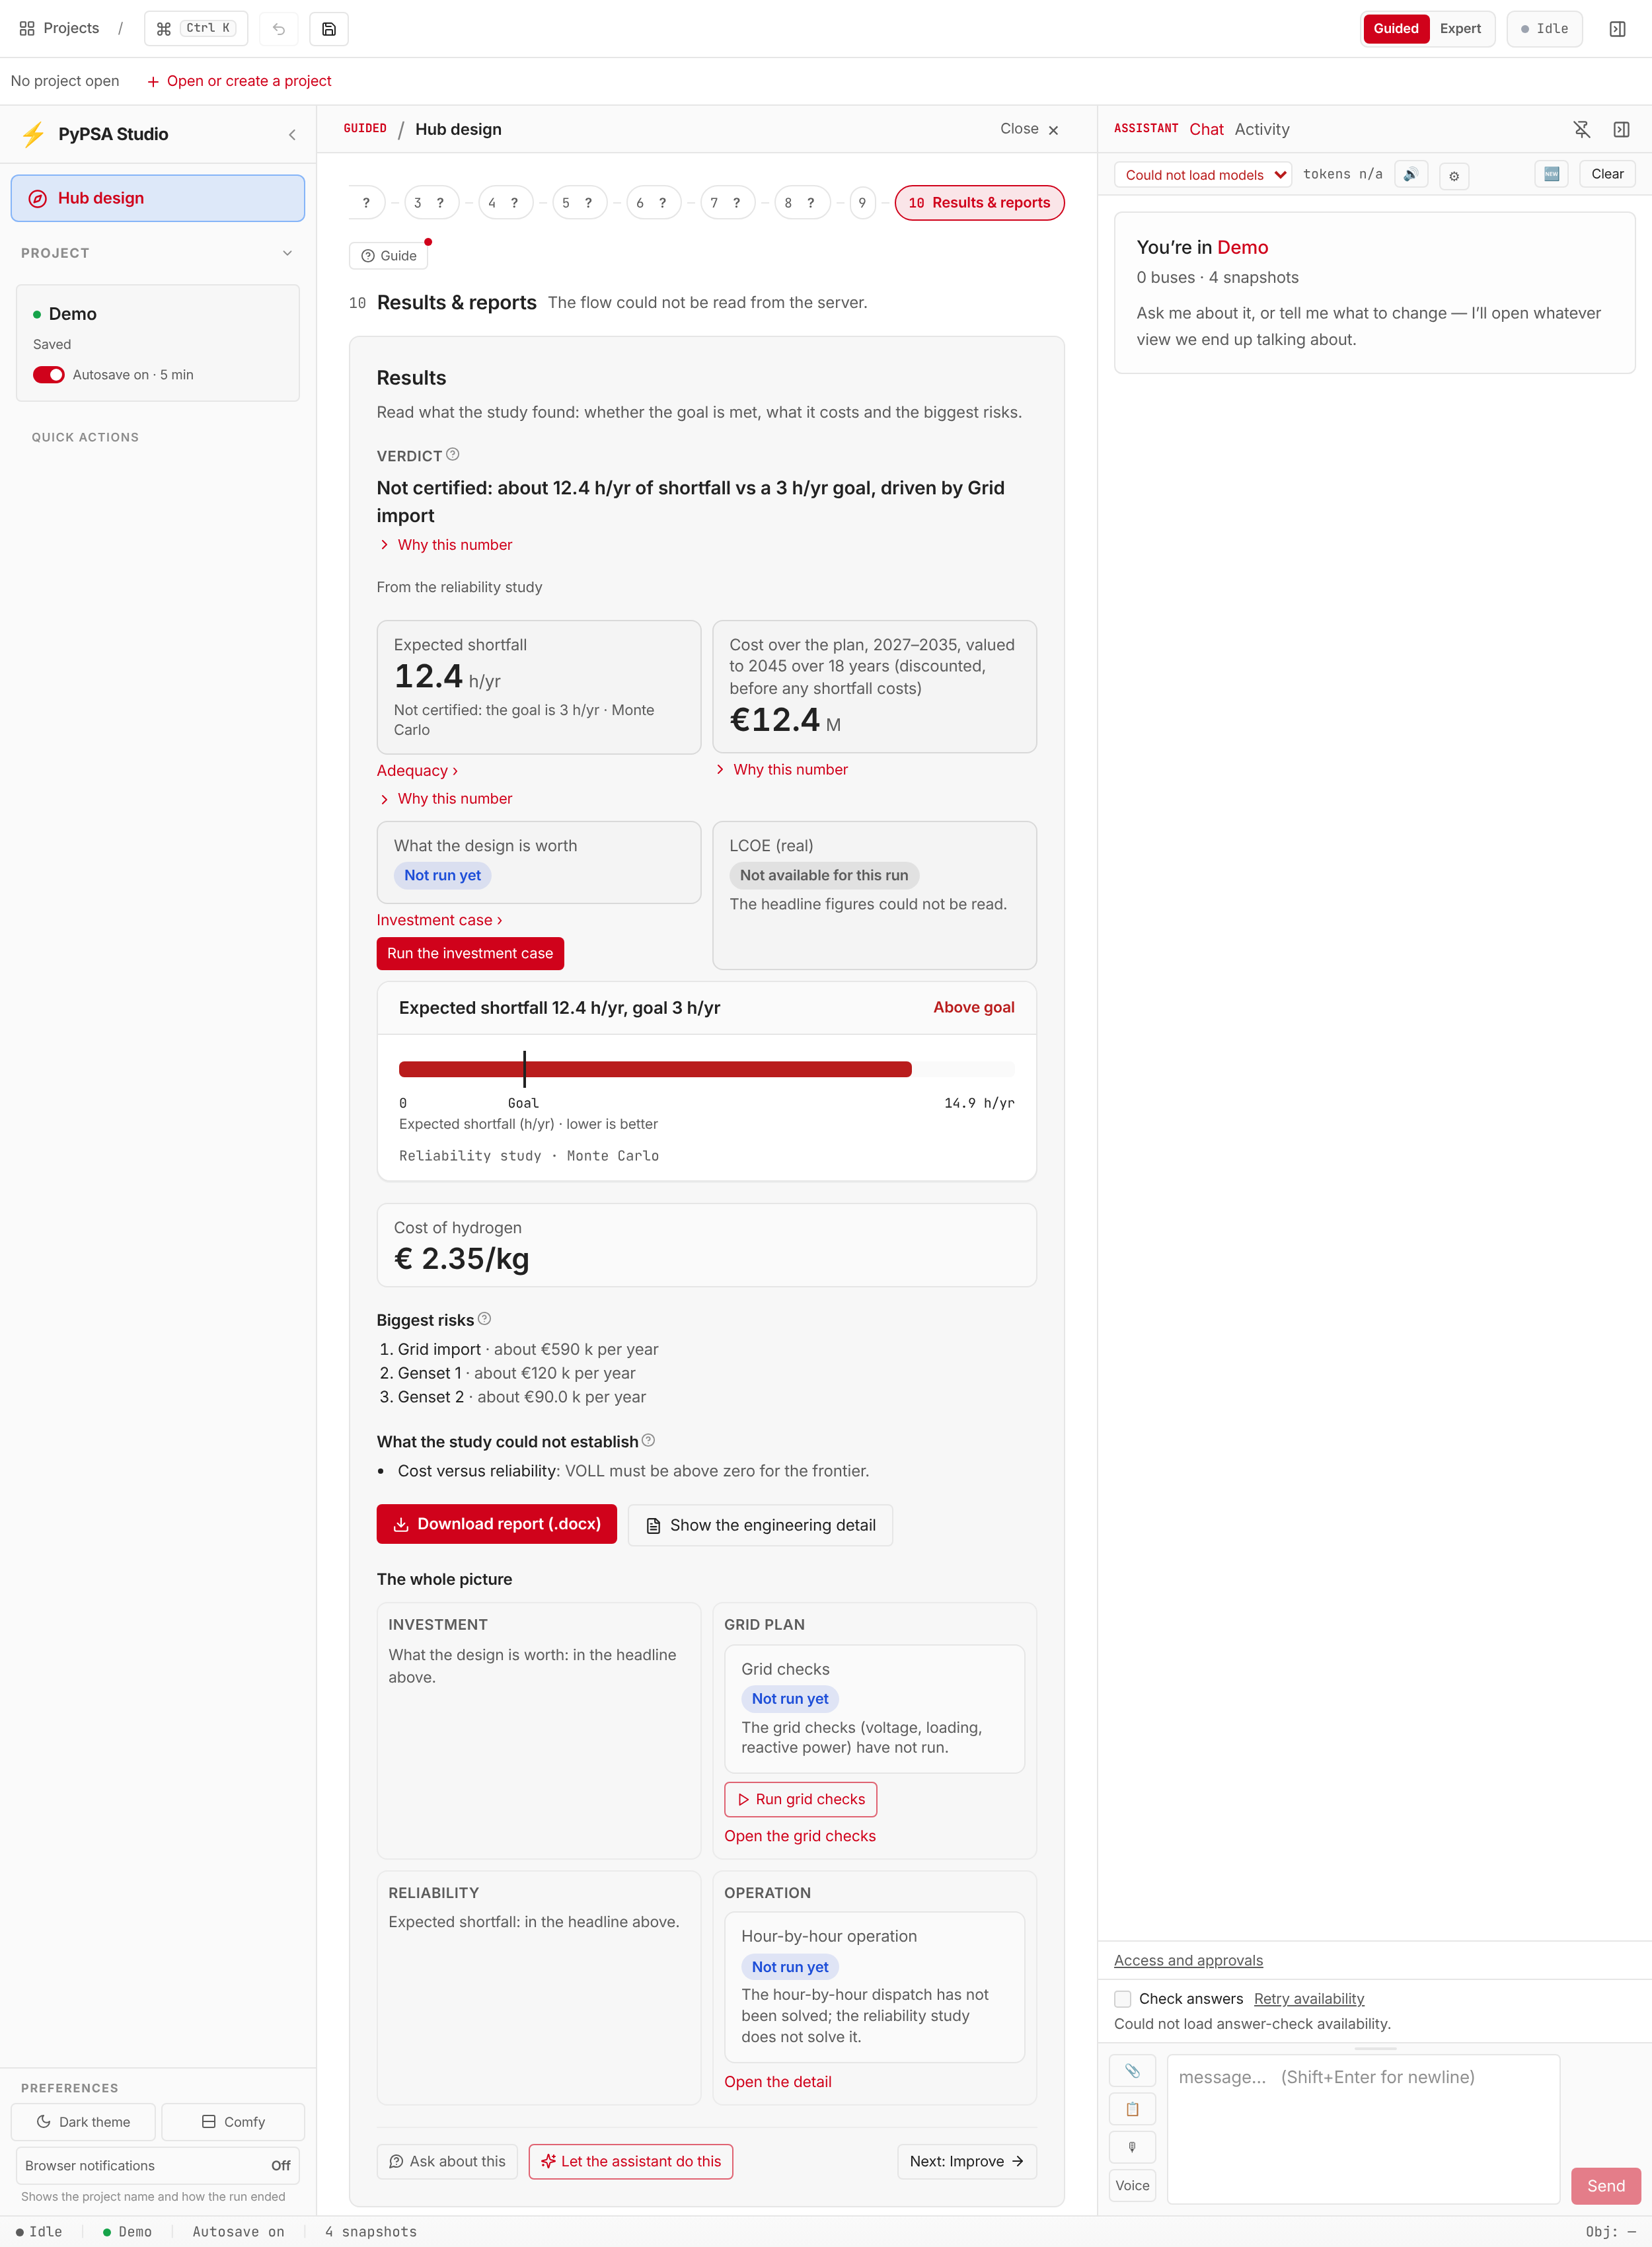 Projects /
Ctrl K
Guided
Expert
Idle
No project open
Open or create a project
PyPSA Studio
Hub design
PROJECT
Demo
Saved
Autosave on · 5 min
QUICK ACTIONS
PREFERENCES
Dark theme
Comfy
Browser notifications
Off
Shows the project name and how the run ended
GUIDED / Hub design
Close ×
?
3 ?
4 ?
5 ?
6 ?
7 ?
8 ?
9
10 Results & reports
Guide
10 Results & reports The flow could not be read from the server.
Results
Read what the study found: whether the goal is met, what it costs and the biggest risks.
VERDICT
Not certified: about 12.4 h/yr of shortfall vs a 3 h/yr goal, driven by Grid
import
Why this number
From the reliability study
Expected shortfall
12.4 h/yr
Not certified: the goal is 3 h/yr · Monte
Carlo
Adequacy ›
Why this number
Cost over the plan, 2027–2035, valued
to 2045 over 18 years (discounted,
before any shortfall costs)
€12.4 M
Why this number
What the design is worth
Not run yet
Investment case ›
Run the investment case
LCOE (real)
Not available for this run
The headline figures could not be read.
Expected shortfall 12.4 h/yr, goal 3 h/yr
Above goal
0
Goal
14.9 h/yr
Expected shortfall (h/yr) · lower is better
Reliability study · Monte Carlo
Cost of hydrogen
€ 2.35/kg
Biggest risks
1. Grid import · about €590 k per year
2. Genset 1 · about €120 k per year
3. Genset 2 · about €90.0 k per year
What the study could not establish
• Cost versus reliability: VOLL must be above zero for the frontier.
Download report (.docx)
Show the engineering detail
The whole picture
INVESTMENT
What the design is worth: in the headline
above.
GRID PLAN
Grid checks
Not run yet
The grid checks (voltage, loading,
reactive power) have not run.
Run grid checks
Open the grid checks
RELIABILITY
Expected shortfall: in the headline above.
OPERATION
Hour-by-hour operation
Not run yet
The hour-by-hour dispatch has not
been solved; the reliability study
does not solve it.
Open the detail
Ask about this
Let the assistant do this
Next: Improve →
ASSISTANT Chat Activity
Could not load models
tokens n/a
NEW
Clear
You’re in Demo
0 buses · 4 snapshots
Ask me about it, or tell me what to change — I’ll open whatever
view we end up talking about.
Access and approvals
Check answers Retry availability
Could not load answer-check availability.
message... (Shift+Enter for newline)
Voice
Send
Idle
Demo
Autosave on
4 snapshots
Obj: —